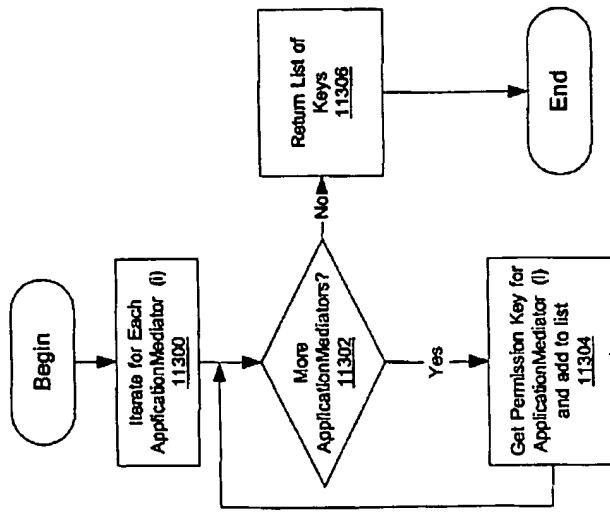 Begin
Iterate for Each
ApplicationMediator (i)
11300
More
ApplicationMediators?
11302
No
Return List of
Keys
11306
Yes
Get Permission Key for
ApplicationMediator (i)
and add to list
11304
End